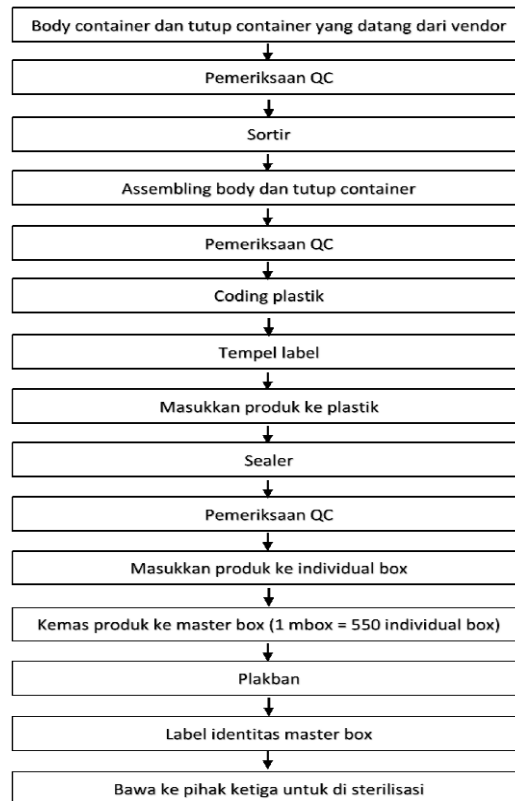 Body container dan tutup container yang datang dari vendor
Pemeriksaan QC
Sortir
Assembling body dan tutup container
Pemeriksaan QC
Coding plastik
Tempel label
Masukkan produk ke plastik
Sealer
Pemeriksaan QC
Masukkan produk ke individual box
Kemas produk ke master box (1 mbox = 550 individual box)
Plakban
Label identitas master box
Bawa ke pihak ketiga untuk di sterilisasi